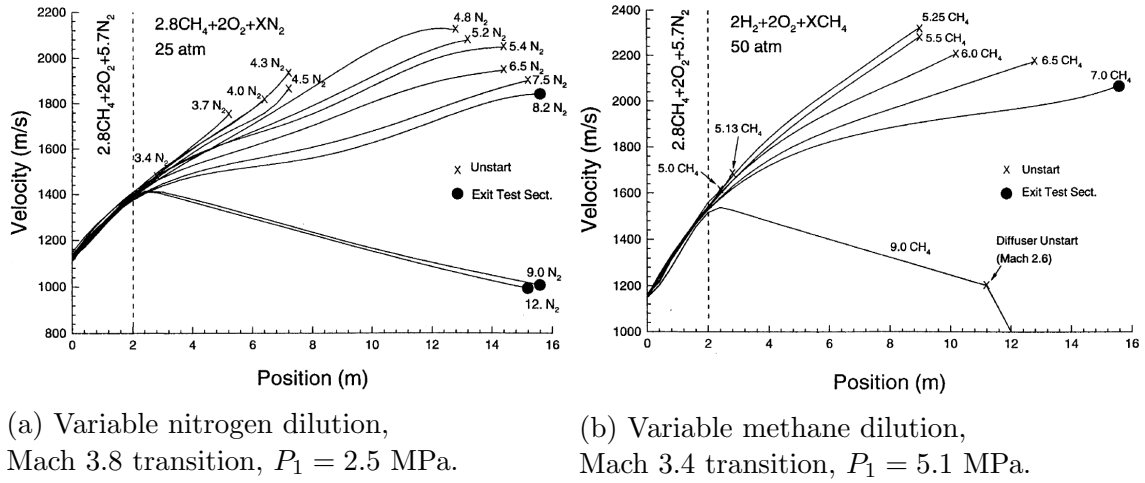 2200
2000
1800
1600
1400
1200
1000
800
Velocity (m/s)
2.8CH₄+2O₂+5.7N₂
2.8CH₄+2O₂+XN₂
25 atm
4.8 N₂
5.2 N₂
5.4 N₂
6.5 N₂
7.5 N₂
8.2 N₂
4.3 N₂
4.5 N₂
4.0 N₂
3.7 N₂
3.4 N₂
x Unstart
● Exit Test Sect.
9.0 N₂
12. N₂
0 2 4 6 8 10 12 14 16
Position (m)
2400
2200
2000
1800
1600
1400
1200
1000
Velocity (m/s)
2.8CH₄+2O₂+5.7N₂
2H₂+2O₂+XCH₄
50 atm
5.25 CH₄
5.5 CH₄
6.0 CH₄
6.5 CH₄
7.0 CH₄
5.13 CH₄
5.0 CH₄
x Unstart
● Exit Test Sect.
9.0 CH₄
Diffuser Unstart
(Mach 2.6)
0 2 4 6 8 10 12 14 16
Position (m)
(a) Variable nitrogen dilution,
Mach 3.8 transition, P₁ = 2.5 MPa.
(b) Variable methane dilution,
Mach 3.4 transition, P₁ = 5.1 MPa.